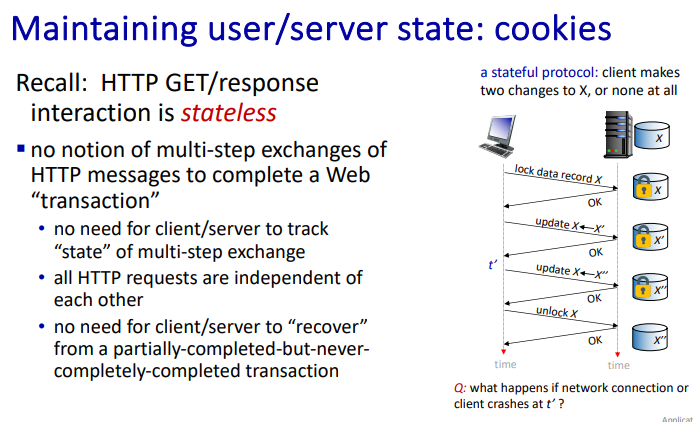 Maintaining user/server state: cookies
Recall: HTTP GET/response
interaction is stateless
▪ no notion of multi-step exchanges of
HTTP messages to complete a Web
“transaction”
• no need for client/server to track
“state” of multi-step exchange
• all HTTP requests are independent of
each other
• no need for client/server to “recover”
from a partially-completed-but-never-
completely-completed transaction
a stateful protocol: client makes
two changes to X, or none at all
X
lock data record X
X
OK
update X←X’
X’
OK
t’
update X←X’’
X’’
OK
unlock X
X’’
OK
time
time
Q: what happens if network connection or
client crashes at t’ ?
Applicat